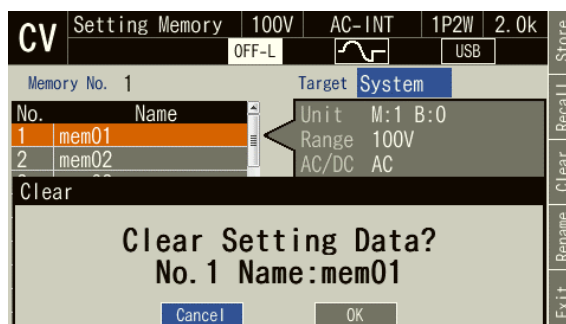 CV Setting Memory 100V AC-INT 1P2W 2.0k
OFF-L USB
Memory No. 1 Target System
No. Name
1 mem01
2 mem02
Unit M:1 B:0
Range 100V
AC/DC AC
Clear
Clear Setting Data?
No.1 Name:mem01
Cancel OK
Store
Recall
Clear
Rename
Exit